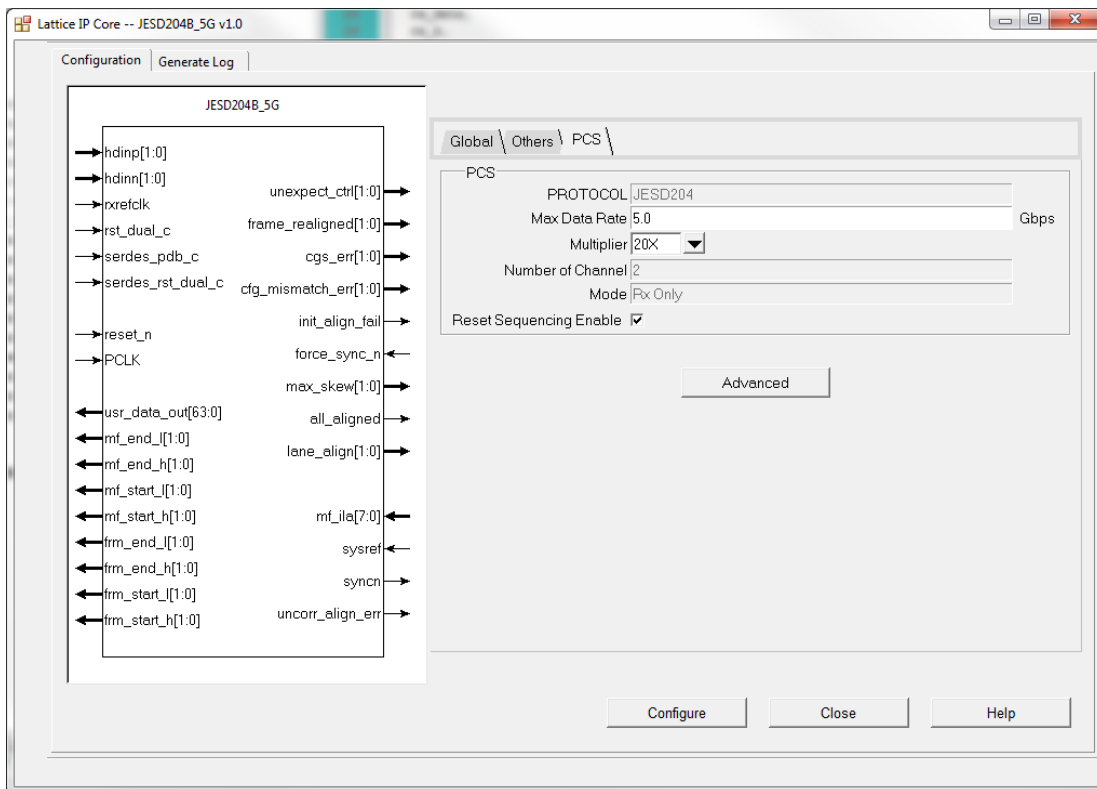 Lattice IP Core -- JESD204B_5G v1.0
Configuration
Generate Log
JESD204B_5G
hdinp[1:0]
hdinn[1:0]
rxrefclk
rst_dual_c
serdes_pdb_c
serdes_rst_dual_c
reset_n
PCLK
usr_data_out[63:0]
mf_end_l[1:0]
mf_end_h[1:0]
mf_start_l[1:0]
mf_start_h[1:0]
frm_end_l[1:0]
frm_end_h[1:0]
frm_start_l[1:0]
frm_start_h[1:0]
unexpect_ctrl[1:0]
frame_realigned[1:0]
cgs_err[1:0]
cfg_mismatch_err[1:0]
init_align_fail
force_sync_n
max_skew[1:0]
all_aligned
lane_align[1:0]
mf_ila[7:0]
sysref
syncn
uncorr_align_err
Global
Others
PCS
PCS
PROTOCOL JESD204
Max Data Rate 5.0 Gbps
Multiplier 20X
Number of Channel 2
Mode Rx Only
Reset Sequencing Enable
Advanced
Configure
Close
Help